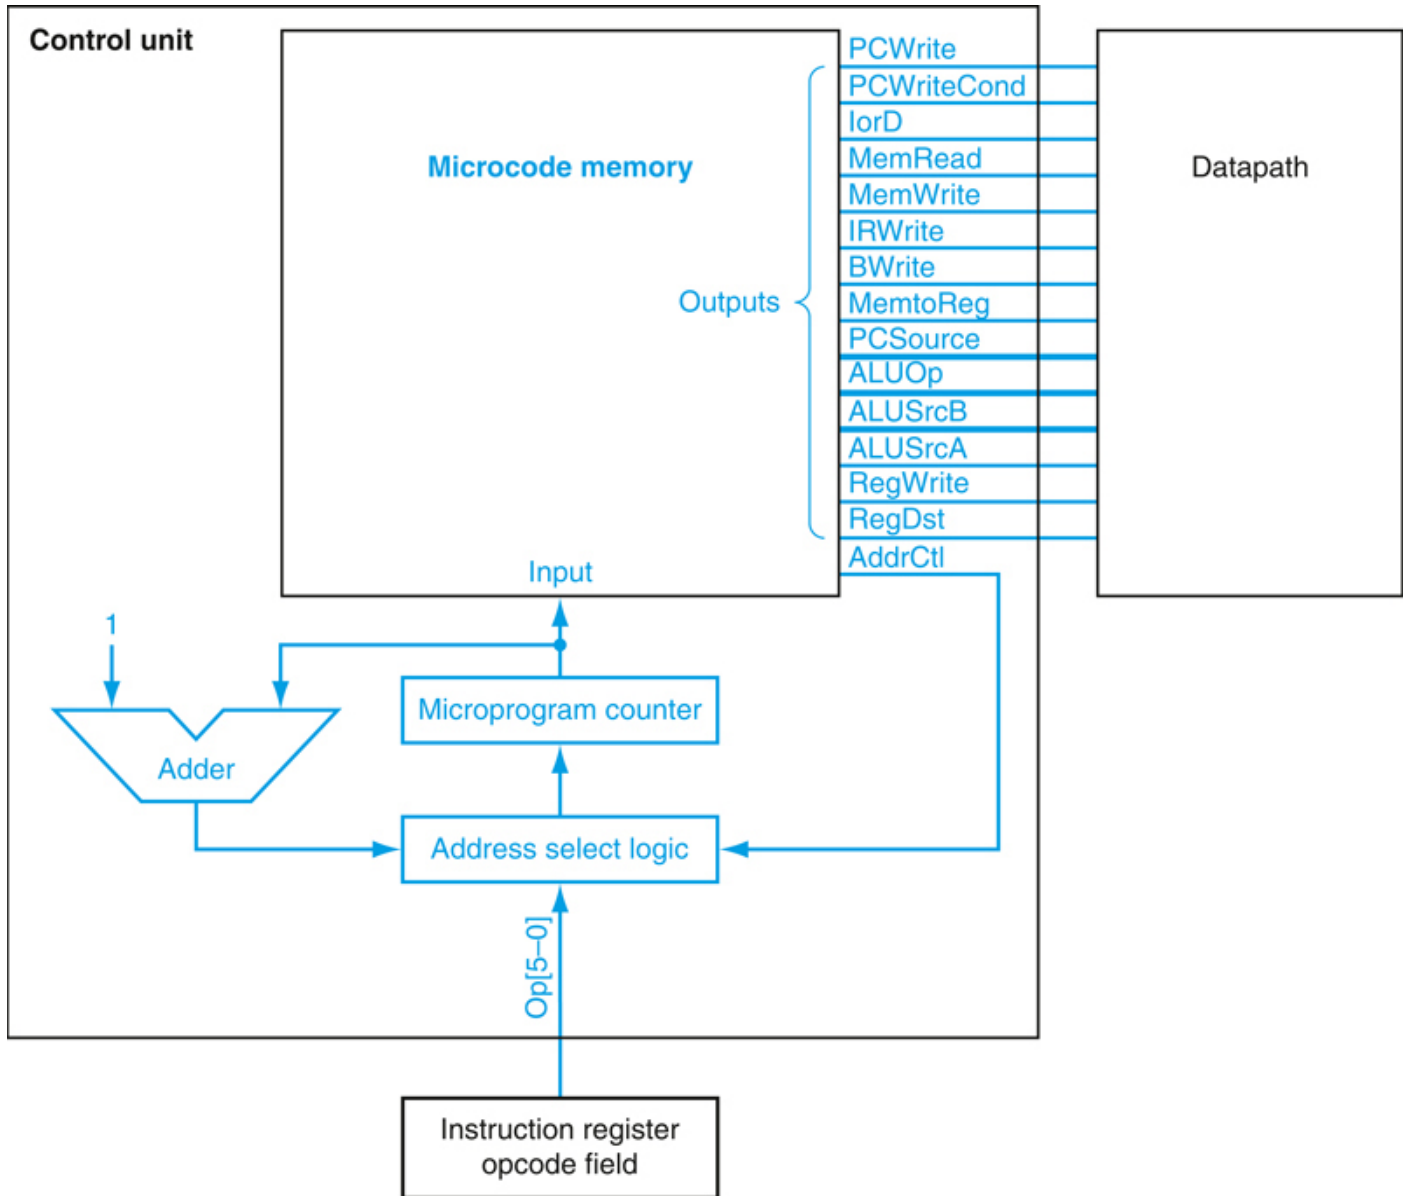 Control unit
Microcode memory
Outputs
Input
PCWrite
PCWriteCond
IorD
MemRead
MemWrite
IRWrite
BWrite
MemtoReg
PCSource
ALUOp
ALUSrcB
ALUSrcA
RegWrite
RegDst
AddrCtl
Datapath
1
Adder
Microprogram counter
Address select logic
Op[5–0]
Instruction register
opcode field